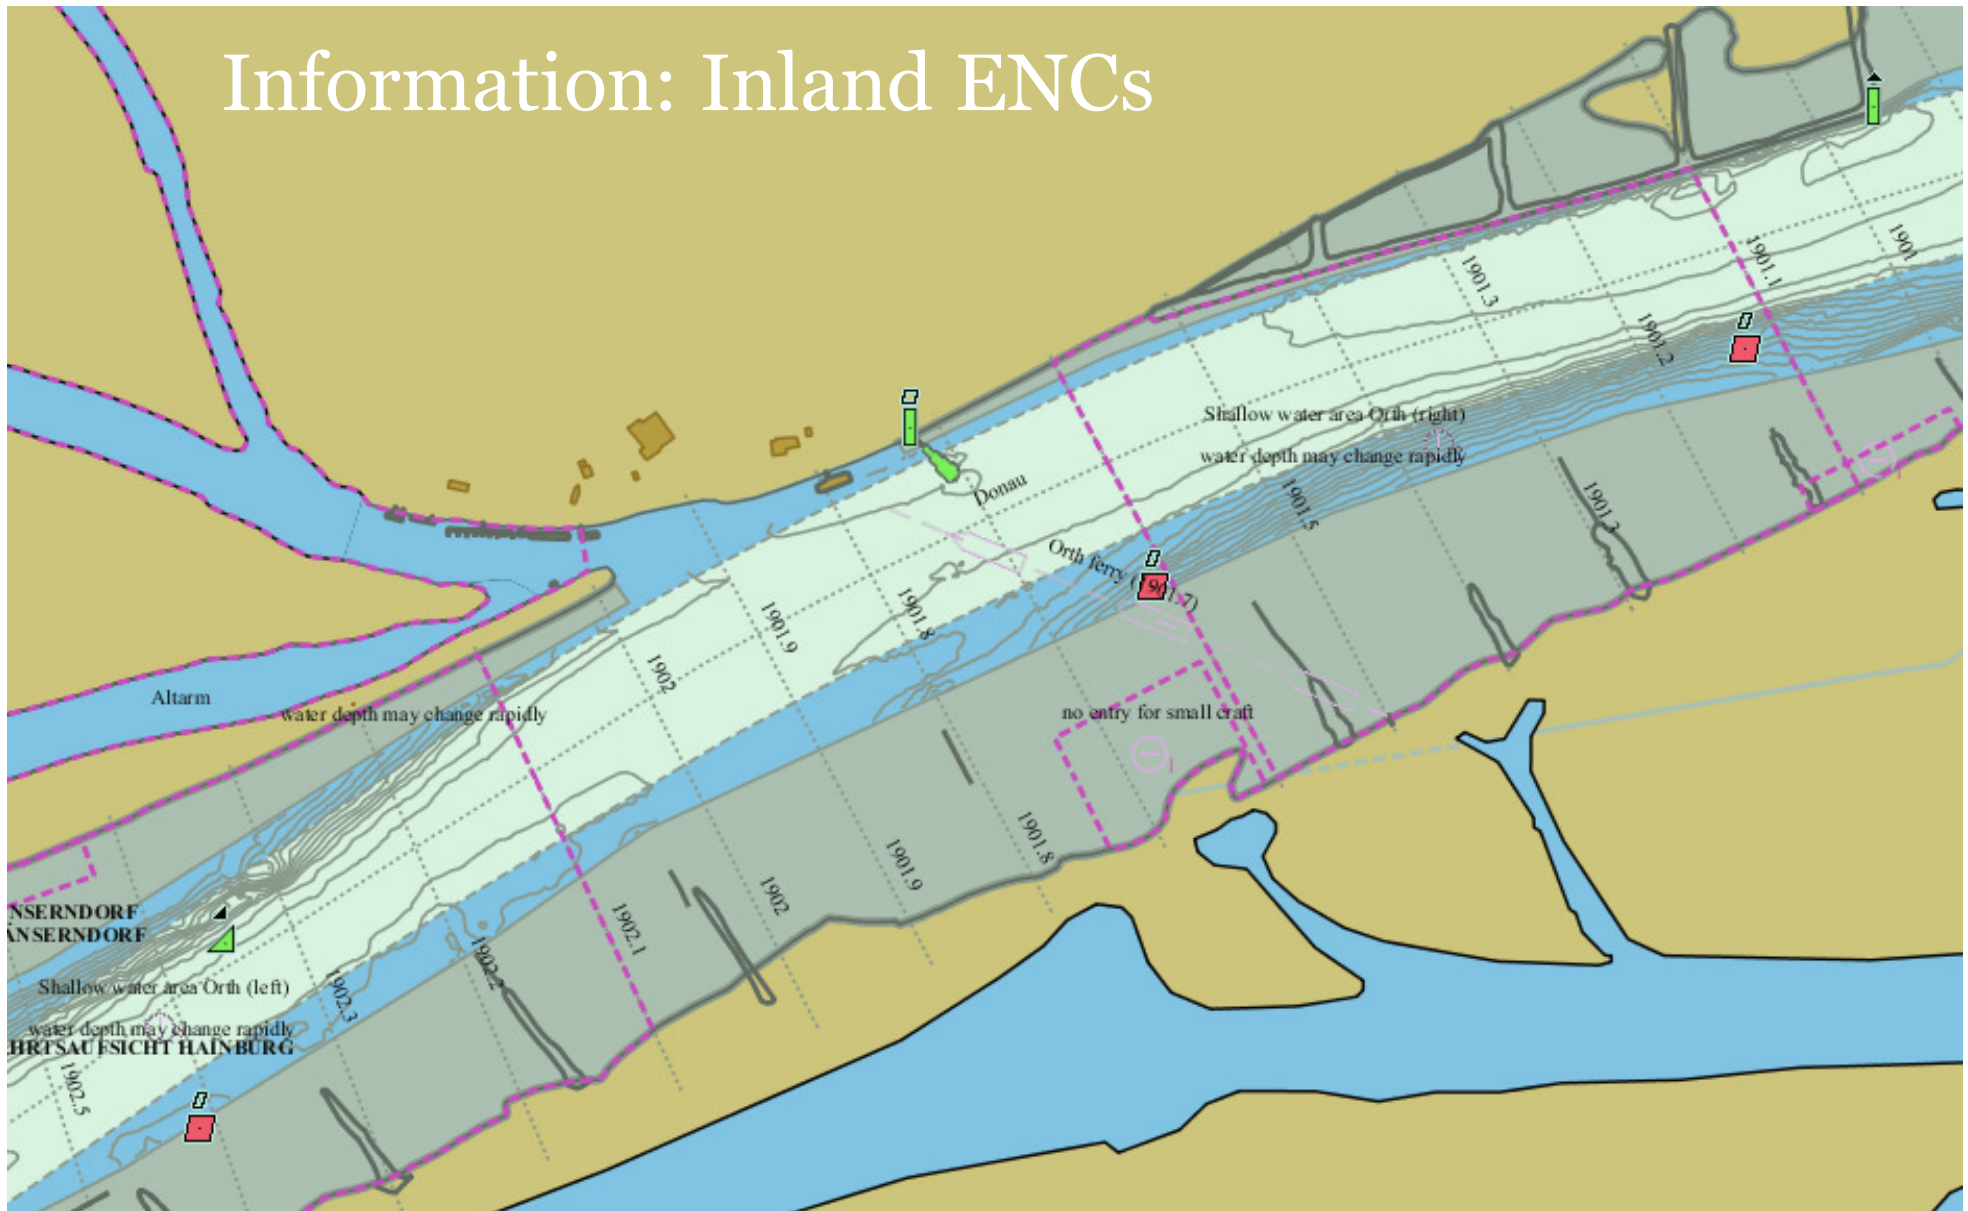 Information: Inland ENCs
1901
1901.1
1901.3
1901.2
Shallow water area Orth (right)
water depth may change rapidly
Donau
1901.5
1901.3
Orth ferry (1901.7)
1901.8
1901.9
1902
Altarm
water depth may change rapidly
no entry for small craft
1901.8
1901.9
1902
1902.1
NSERNDORF
ANSERNDORF
1902.2
Shallow water area Orth (left)
1902.3
water depth may change rapidly
HRTSAUFSICHT HAINBURG
1902.5